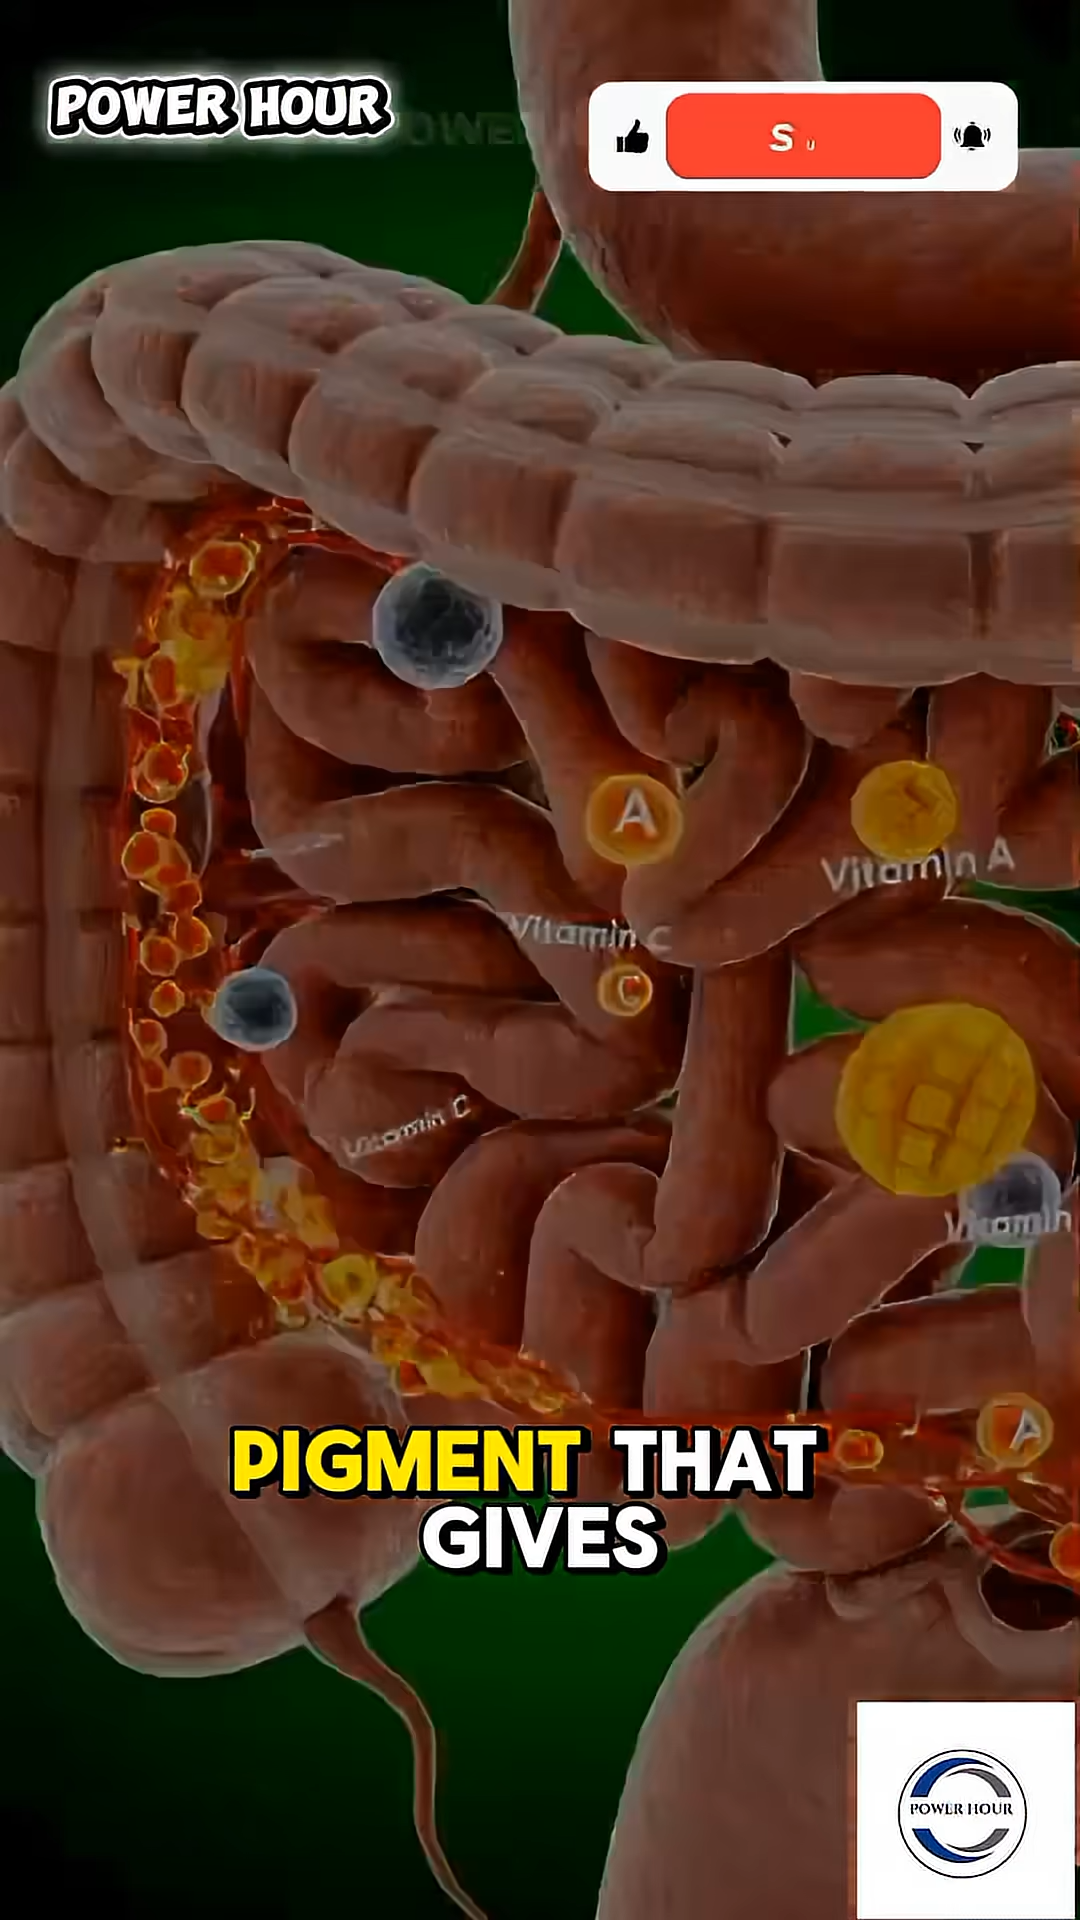 POWER HOUR
S U
A
Vitamin A
Vitamin C
C
Vitamin C
Vitamin
A
PIGMENT THAT
GIVES
POWER HOUR